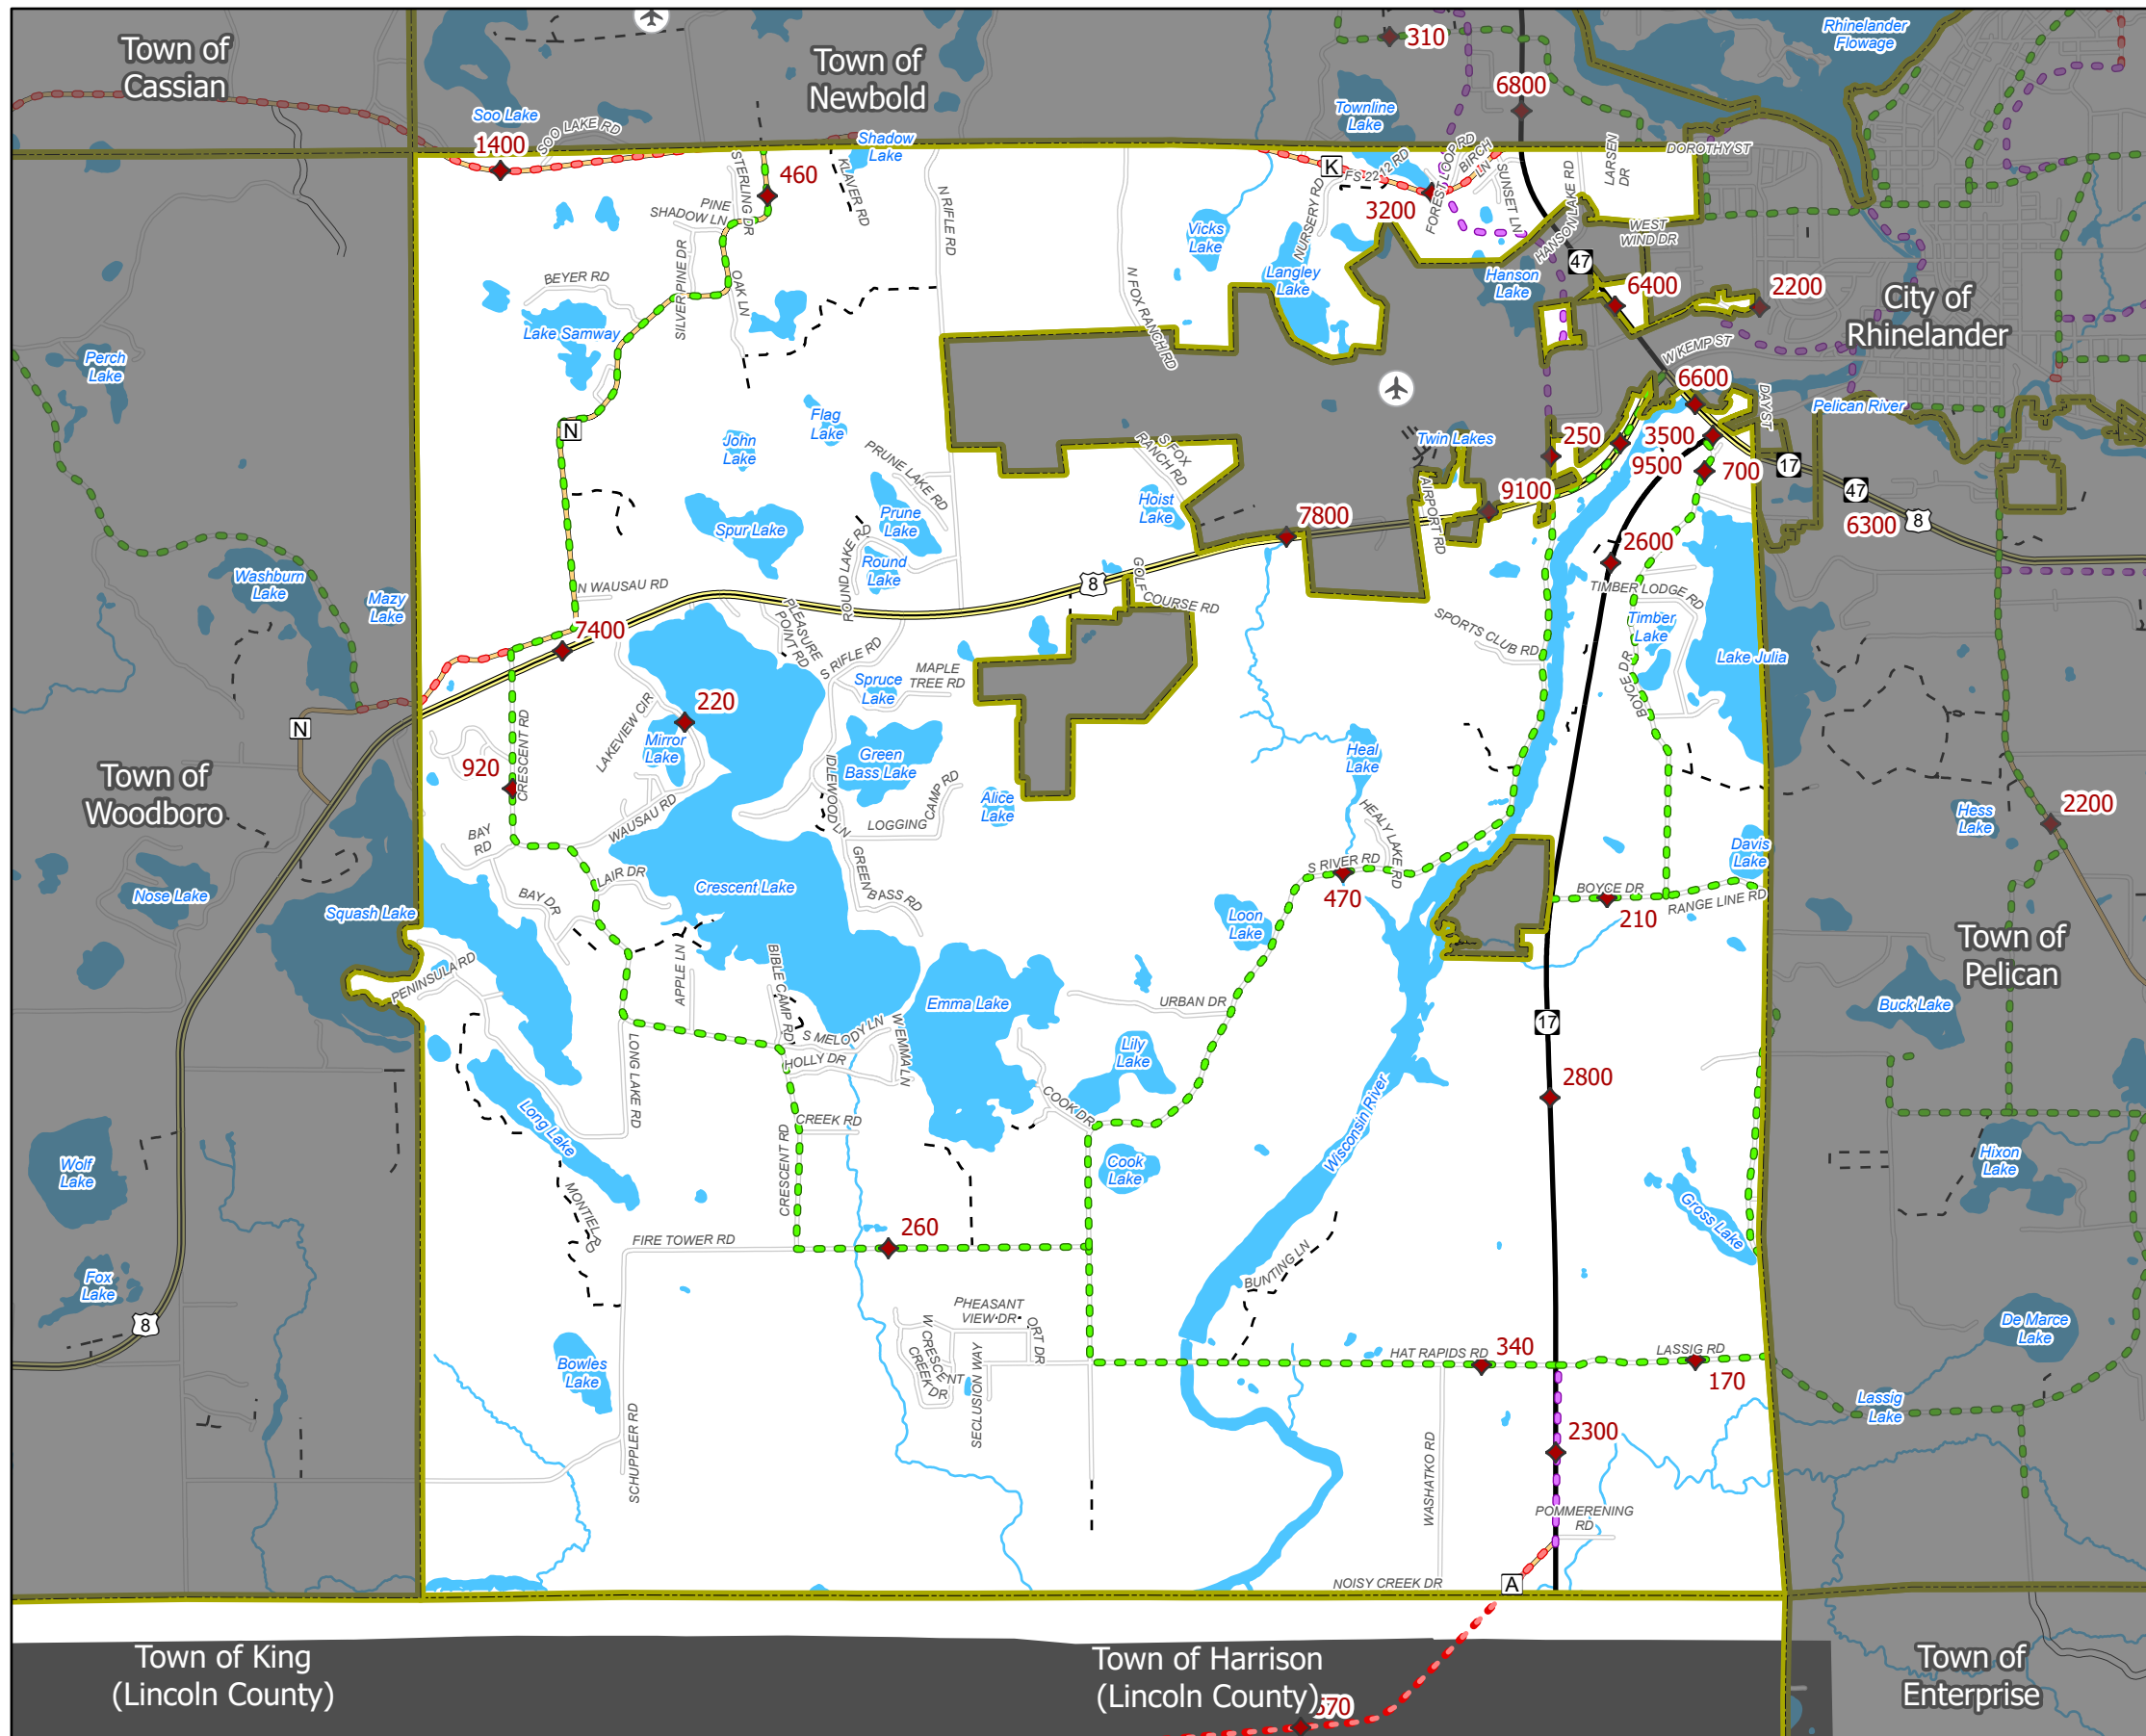 Town of
Cassian
Town of
Newbold
Rhinelander
Flowage
310
6800
Townline
Lake
Soo Lake
SOO LAKE RD
1400
Shadow
Lake
460
STERLING DR
KLAVER RD
PINE
SHADOW LN
N RIFLE RD
K
FS 2212 RD
NURSERY RD
3200
FOREST LOOP RD
BIRCH
LN
SUNSET LN
HANSON LAKE RD
LARSEN
DR
DOROTHY ST
WEST
WIND DR
Vicks
Lake
Langley
Lake
Hanson
Lake
47
6400
2200
City of
Rhinelander
BEYER RD
SILVER PINE DR
OAK LN
Lake Samway
N FOX RANCH RD
Perch
Lake
W KEMP ST
6600
DAY ST
Pelican River
N
John
Lake
Flag
Lake
PRUNE LAKE RD
S FOX
RANCH RD
Twin Lakes
250
3500
9500
700
17
47
8
6300
Hoist
Lake
AIRPORT RD
9100
7800
Spur Lake
Prune
Lake
ROUND LAKE RD
Round
Lake
2600
TIMBER LODGE RD
Washburn
Lake
Mazy
Lake
N WAUSAU RD
8
GOLF
COURSE RD
7400
PLEASURE
POINT RD
S RIFLE RD
MAPLE
TREE RD
Spruce
Lake
SPORTS CLUB RD
Timber
Lake
Lake Julia
BOYCE DR
220
LAKEVIEW CIR
Mirror
Lake
Green
Bass Lake
N
CRESCENT RD
920
Town of
Woodboro
IDLEWOOD LN
LOGGING
CAMP RD
Alice
Lake
Heal
Lake
HEALY LAKE RD
2200
Hess
Lake
Davis
Lake
WAUSAU RD
BAY
RD
GREEN
BASS RD
S RIVER RD
470
BOYCE DR
210
RANGE LINE RD
LAIR DR
BAY DR
Crescent Lake
Nose Lake
Squash Lake
Loon
Lake
Town of
Pelican
PENINSULA RD
APPLE LN
BIBLE CAMP RD
Emma Lake
URBAN DR
Buck Lake
17
S MELODY LN
W EMMA LN
HOLLY DR
LONG LAKE RD
Lily
Lake
2800
COOK DR
Long Lake
CREEK RD
CRESCENT RD
Wisconsin River
Wolf
Lake
Cook
Lake
Hixon
Lake
MONTIEL RD
Gross Lake
260
FIRE TOWER RD
BUNTING LN
Fox
Lake
8
PHEASANT
VIEW DR
ORT DR
W CRESCENT
CREEK DR
SECLUSION WAY
Bowles
Lake
HAT RAPIDS RD
340
LASSIG RD
170
De Marce
Lake
Lassig
Lake
SCHUPPLER RD
WASHATKO RD
2300
POMMERENING
RD
NOISY CREEK DR
A
Town of King
(Lincoln County)
Town of Harrison
(Lincoln County)
Town of
Enterprise